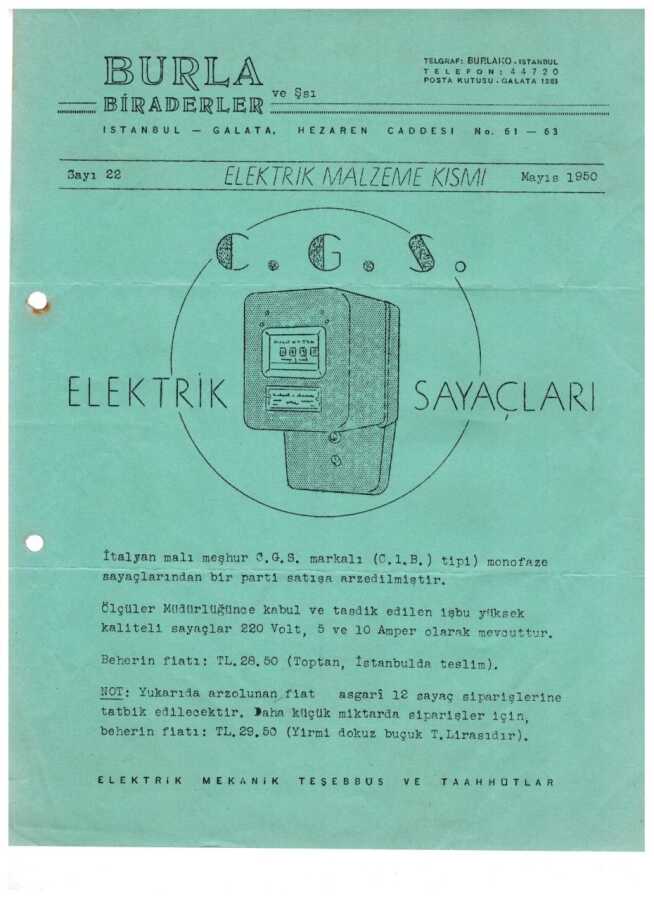 BURLA
BİRADERLER ve Şsı
TELGRAF: BURLAKO - ISTANBUL
TELEFON: 44720
POSTA KUTUSU - GALATA
ISTANBUL — GALATA, HEZAREN CADDESI No. 61 — 63
Sayı 22 ELEKTRİK MALZEME KISMI Mayıs 1950
C. G. S.
ELEKTRİK SAYAÇLARI
İtalyan malı meşhur C.G.S. markalı (C.I.B.) tipi) monofaze
sayaçlarından bir parti satışa arzedilmiştir.
Ölçüler Müdürlüğünce kabul ve tasdik edilen işbu yüksek
kaliteli sayaçlar 220 Volt, 5 ve 10 Amper olarak mevcuttur.
Beherin fiatı: TL.28.50 (Toptan, İstanbulda teslim).
NOT: Yukarıda arzolunan fiat asgarî 12 sayaç siparişlerine
tatbik edilecektir. Daha küçük miktarda siparişler için,
beherin fiatı: TL.29.50 (Yirmi dokuz buçuk T.Lirasıdır).
ELEKTRİK MEKANİK TEŞEBBÜS VE TAAHHÜTLAR